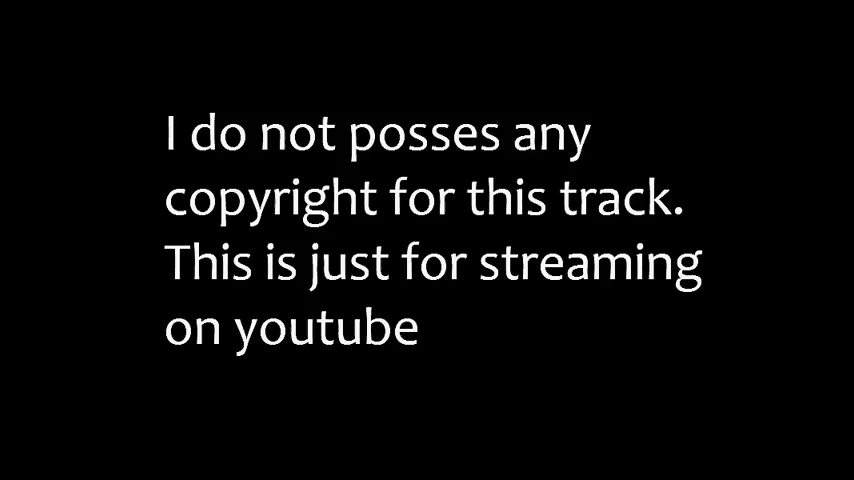 I do not posses any
copyright for this track.
This is just for streaming
on youtube